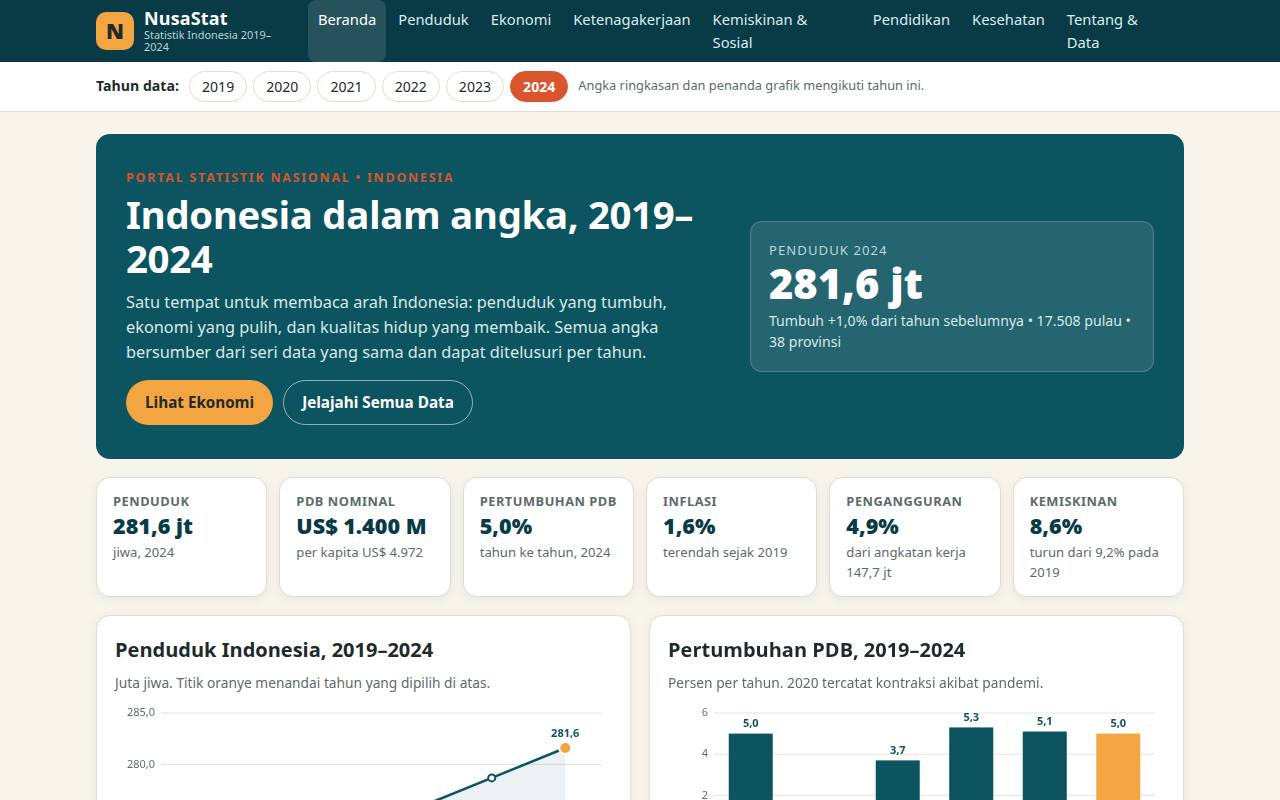 N
NusaStat
Statistik Indonesia 2019–
2024
Beranda
Penduduk
Ekonomi
Ketenagakerjaan
Kemiskinan &
Sosial
Pendidikan
Kesehatan
Tentang &
Data
Tahun data:
2019
2020
2021
2022
2023
2024
Angka ringkasan dan penanda grafik mengikuti tahun ini.
PORTAL STATISTIK NASIONAL • INDONESIA
Indonesia dalam angka, 2019–
2024
Satu tempat untuk membaca arah Indonesia: penduduk yang tumbuh,
ekonomi yang pulih, dan kualitas hidup yang membaik. Semua angka
bersumber dari seri data yang sama dan dapat ditelusuri per tahun.
Lihat Ekonomi
Jelajahi Semua Data
PENDUDUK 2024
281,6 jt
Tumbuh +1,0% dari tahun sebelumnya • 17.508 pulau •
38 provinsi
PENDUDUK
281,6 jt
jiwa, 2024
PDB NOMINAL
US$ 1.400 M
per kapita US$ 4.972
PERTUMBUHAN PDB
5,0%
tahun ke tahun, 2024
INFLASI
1,6%
terendah sejak 2019
PENGANGGURAN
4,9%
dari angkatan kerja
147,7 jt
KEMISKINAN
8,6%
turun dari 9,2% pada
2019
Penduduk Indonesia, 2019–2024
Juta jiwa. Titik oranye menandai tahun yang dipilih di atas.
285,0
281,6
280,0
Pertumbuhan PDB, 2019–2024
Persen per tahun. 2020 tercatat kontraksi akibat pandemi.
6
5,0
3,7
5,3
5,1
5,0
4
2